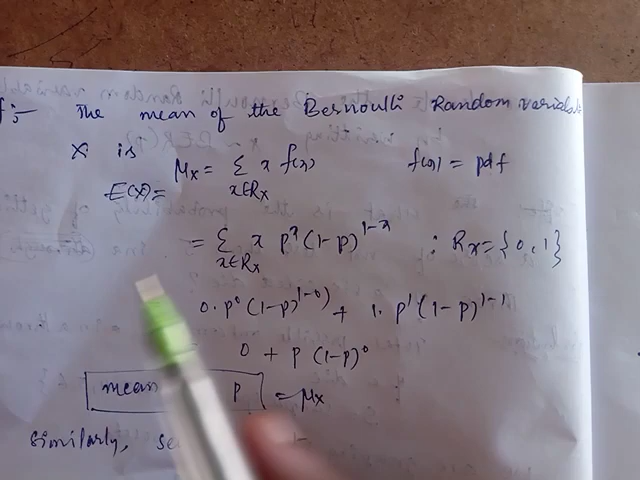 f:- The mean of the Bernoulli Random variable
X is μx = Σ x f(x) f(x) = pdf
x∈Rx
E(X)=
= Σ x p^x (1-p)^1-x ; Rx = {0,1}
x∈Rx
0. p^0 (1-p)^1-0) + 1. p^1 (1-p)^1-1
0 + p (1-p)^0
mean p = μx
Similarly,